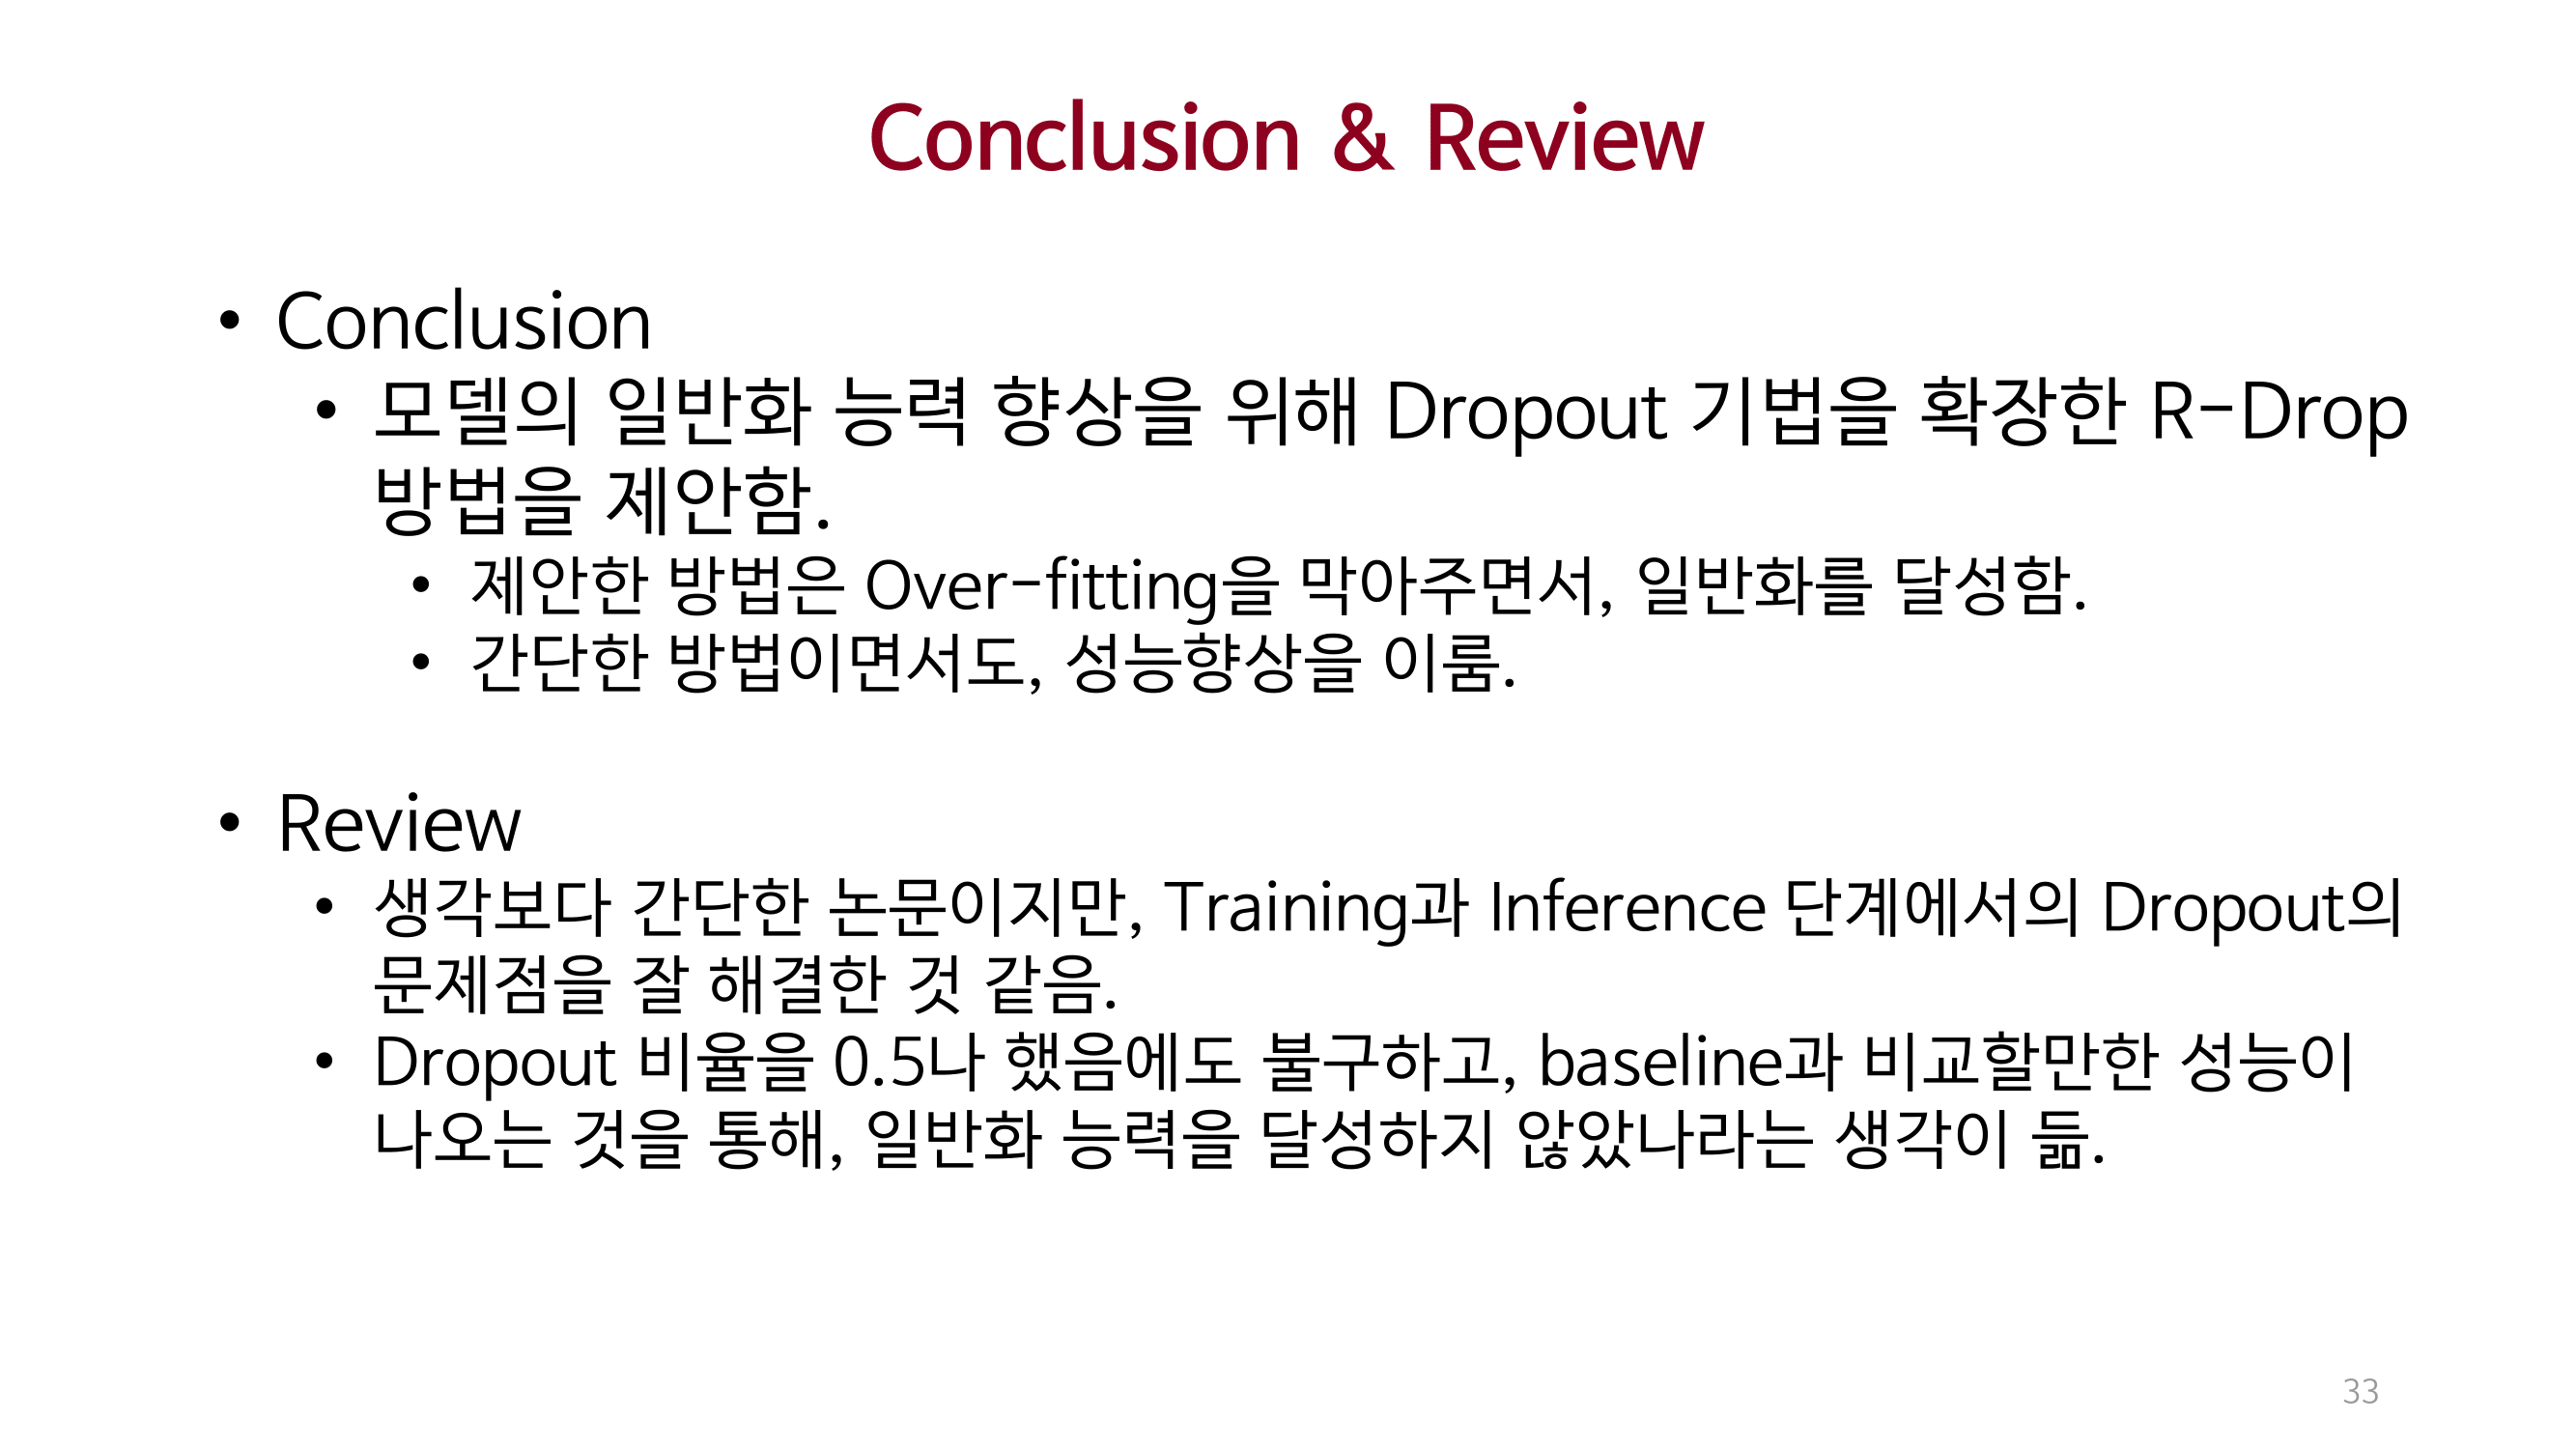 Conclusion & Review
• Conclusion
• 모델의 일반화 능력 향상을 위해 Dropout 기법을 확장한 R-Drop
방법을 제안함.
• 제안한 방법은 Over-fitting을 막아주면서, 일반화를 달성함.
• 간단한 방법이면서도, 성능향상을 이룸.
• Review
• 생각보다 간단한 논문이지만, Training과 Inference 단계에서의 Dropout의
문제점을 잘 해결한 것 같음.
• Dropout 비율을 0.5나 했음에도 불구하고, baseline과 비교할만한 성능이
나오는 것을 통해, 일반화 능력을 달성하지 않았나라는 생각이 듦.
33